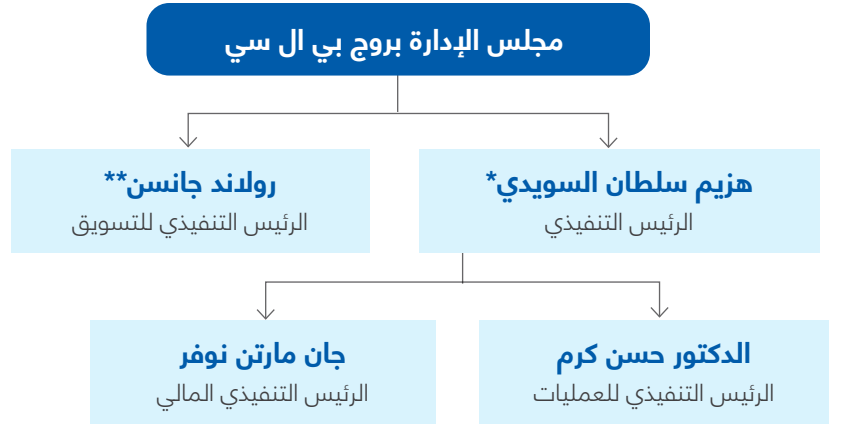 مجلس الإدارة بروج بي ال سي
هزيم سلطان السويدي*
الرئيس التنفيذي
رولاند جانسن**
الرئيس التنفيذي للتسويق
الدكتور حسن كرم
الرئيس التنفيذي للعمليات
جان مارتن نوفر
الرئيس التنفيذي المالي